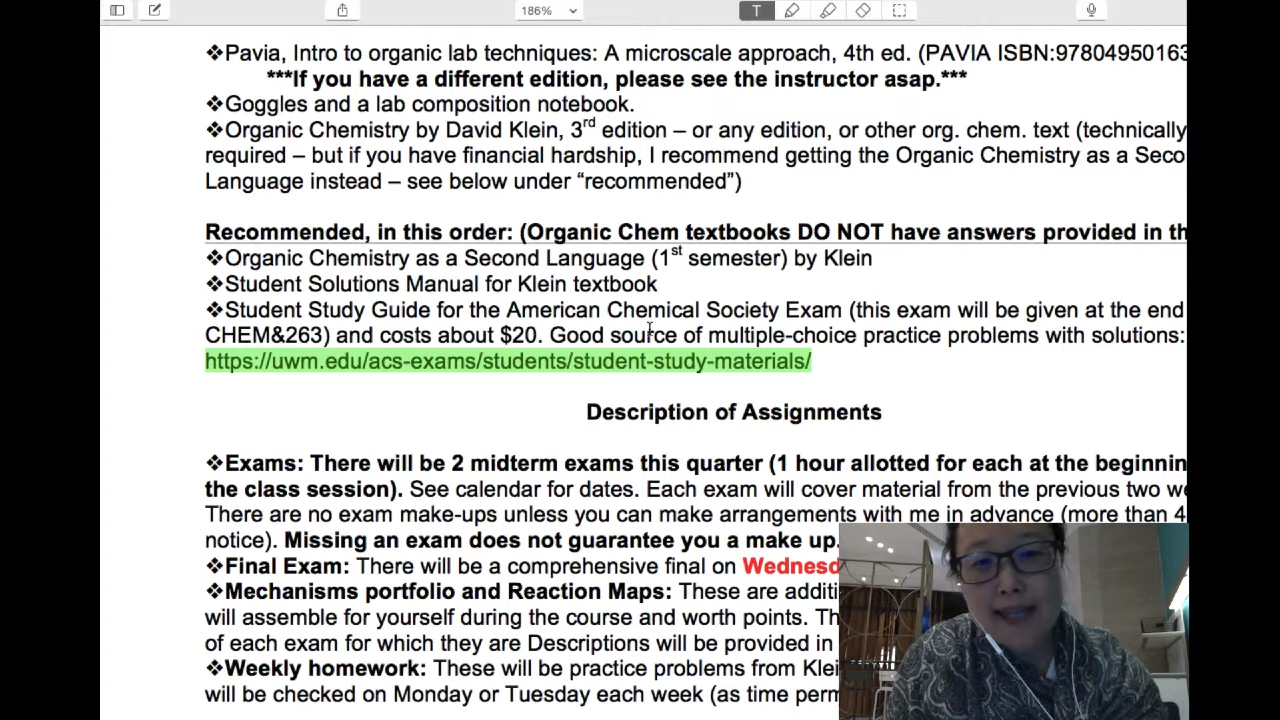 186%
T
❖Pavia, Intro to organic lab techniques: A microscale approach, 4th ed. (PAVIA ISBN:97804950163
***If you have a different edition, please see the instructor asap.***
❖Goggles and a lab composition notebook.
❖Organic Chemistry by David Klein, 3rd edition – or any edition, or other org. chem. text (technically
required – but if you have financial hardship, I recommend getting the Organic Chemistry as a Seco
Language instead – see below under “recommended”)
Recommended, in this order: (Organic Chem textbooks DO NOT have answers provided in th
❖Organic Chemistry as a Second Language (1st semester) by Klein
❖Student Solutions Manual for Klein textbook
❖Student Study Guide for the American Chemical Society Exam (this exam will be given at the end
CHEM&263) and costs about $20. Good source of multiple-choice practice problems with solutions:
https://uwm.edu/acs-exams/students/student-study-materials/
Description of Assignments
❖Exams: There will be 2 midterm exams this quarter (1 hour allotted for each at the beginnin
the class session). See calendar for dates. Each exam will cover material from the previous two we
There are no exam make-ups unless you can make arrangements with me in advance (more than 4
notice). Missing an exam does not guarantee you a make up.
❖Final Exam: There will be a comprehensive final on Wednesd
❖Mechanisms portfolio and Reaction Maps: These are additi
will assemble for yourself during the course and worth points. Th
of each exam for which they are Descriptions will be provided in
❖Weekly homework: These will be practice problems from Klei
will be checked on Monday or Tuesday each week (as time perm